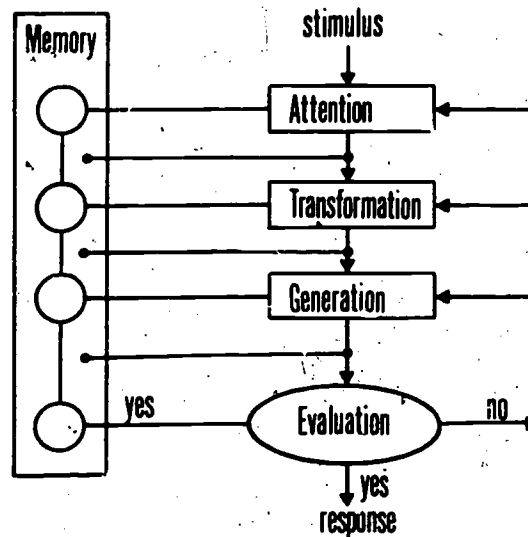 stimulus
Memory
Attention
Transformation
Generation
yes
Evaluation
no
yes
response